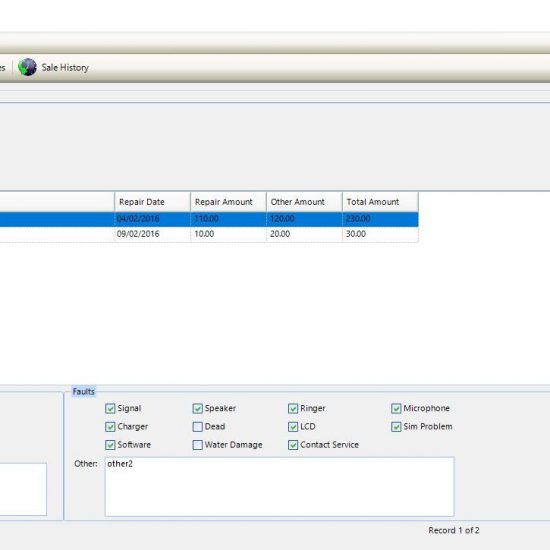 es Sale History
Repair Date Repair Amount Other Amount Total Amount
04/02/2016 110.00 120.00 230.00
09/02/2016 10.00 20.00 30.00
Faults
Signal Speaker Ringer Microphone
Charger Dead LCD Sim Problem
Software Water Damage Contact Service
Other: other2
Record 1 of 2